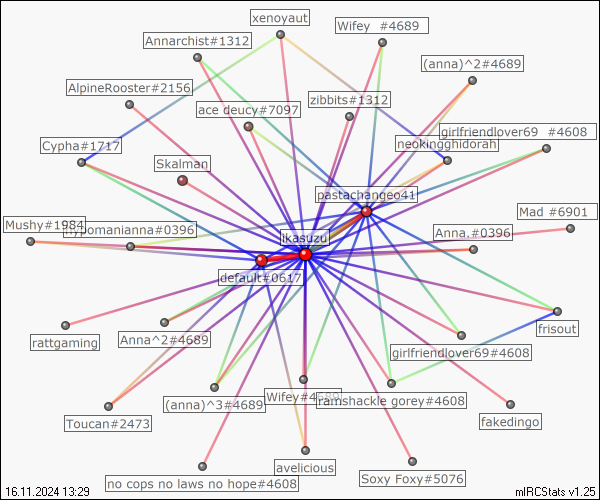 xenoyaut
Wifey #4689
Annarchist#1312
(anna)^2#4689
AlpineRooster#2156
zibbits#1312
ace deucy#7097
girlfriendlover69 #4608
Cypha#1717
neokingghidorah
Skalman
pastachangeo41
Mad #6901
Mushy#1984
omanianna#0396
Anna.#0396
Ikasuzu
default#0617
frisout
rattgaming
Anna^2#4689
girlfriendlover69#4608
Wifey#4689
ramshackle gorey#4608
(anna)^3#4689
fakedingo
Toucan#2473
avelicious
no cops no laws no hope#4608
Soxy Foxy#5076
16.11.2024 13:29
mIRCStats v1.25